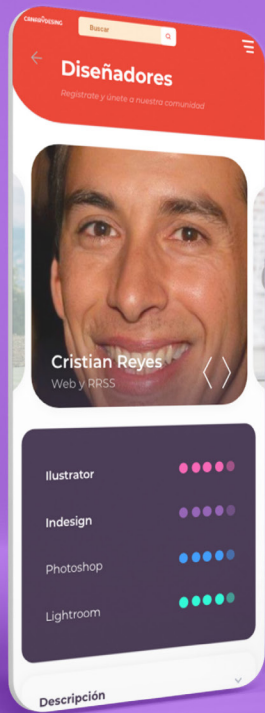 CANARYDESING
Buscar
Diseñadores
Regístrate y únete a nuestra comunidad
Cristian Reyes
Web y RRSS
Ilustrator
Indesign
Photoshop
Lightroom
Descripción